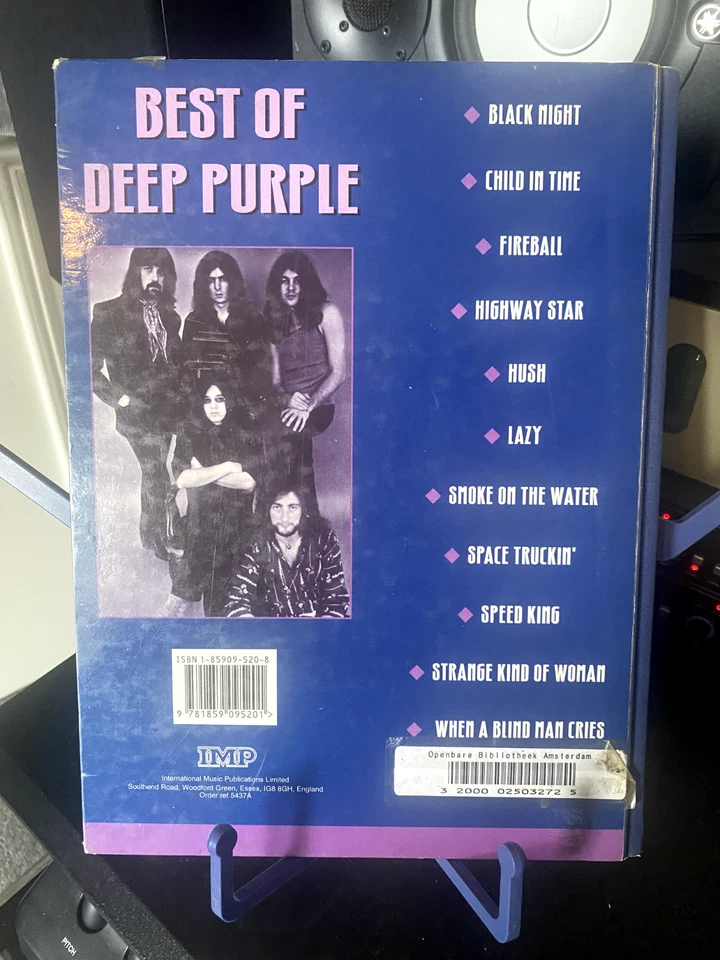 BEST OF
DEEP PURPLE
BLACK NIGHT
CHILD IN TIME
FIREBALL
HIGHWAY STAR
HUSH
LAZY
SMOKE ON THE WATER
SPACE TRUCKIN'
SPEED KING
STRANGE KIND OF WOMAN
WHEN A BLIND MAN CRIES
ISBN 1-85909-520-8
9 781859 095201 >
IMP
International Music Publications Limited
Southend Road, Woodford Green, Essex, IG8 8GH, England
Order ref 5437A
Openbare Bibliotheek Amsterdam
3 2000 02503272 5
PITCH